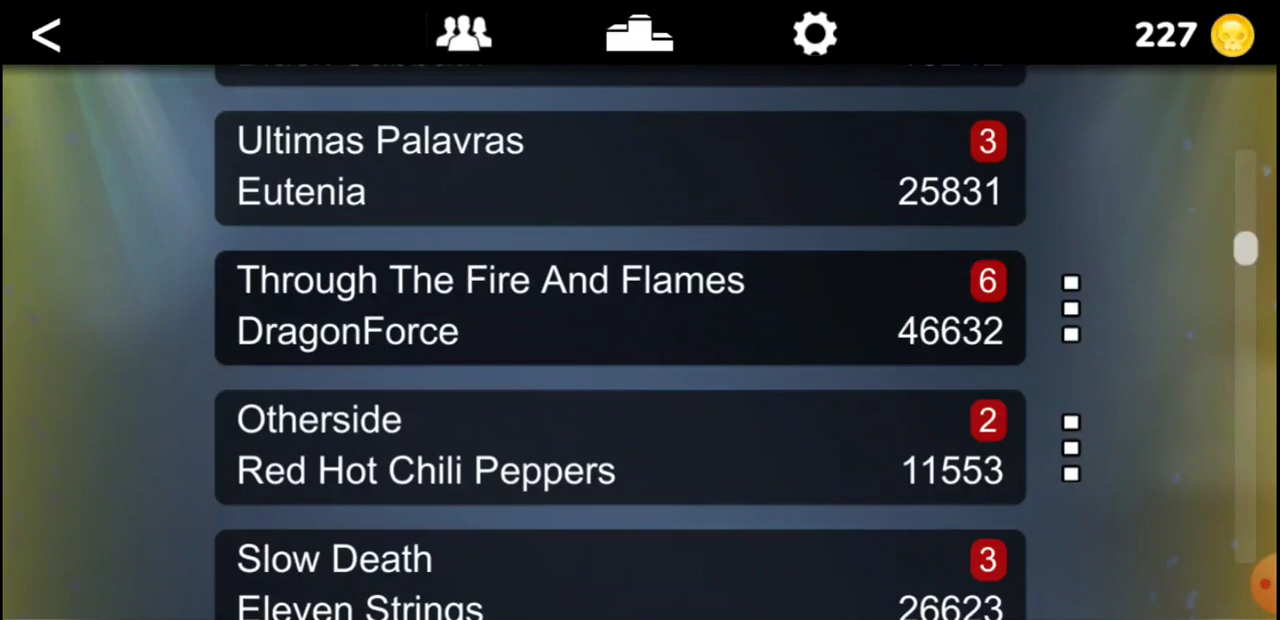 227
Ultimas Palavras 3
Eutenia 25831
Through The Fire And Flames 6
DragonForce 46632
Otherside 2
Red Hot Chili Peppers 11553
Slow Death 3
Eleven Strings 26623